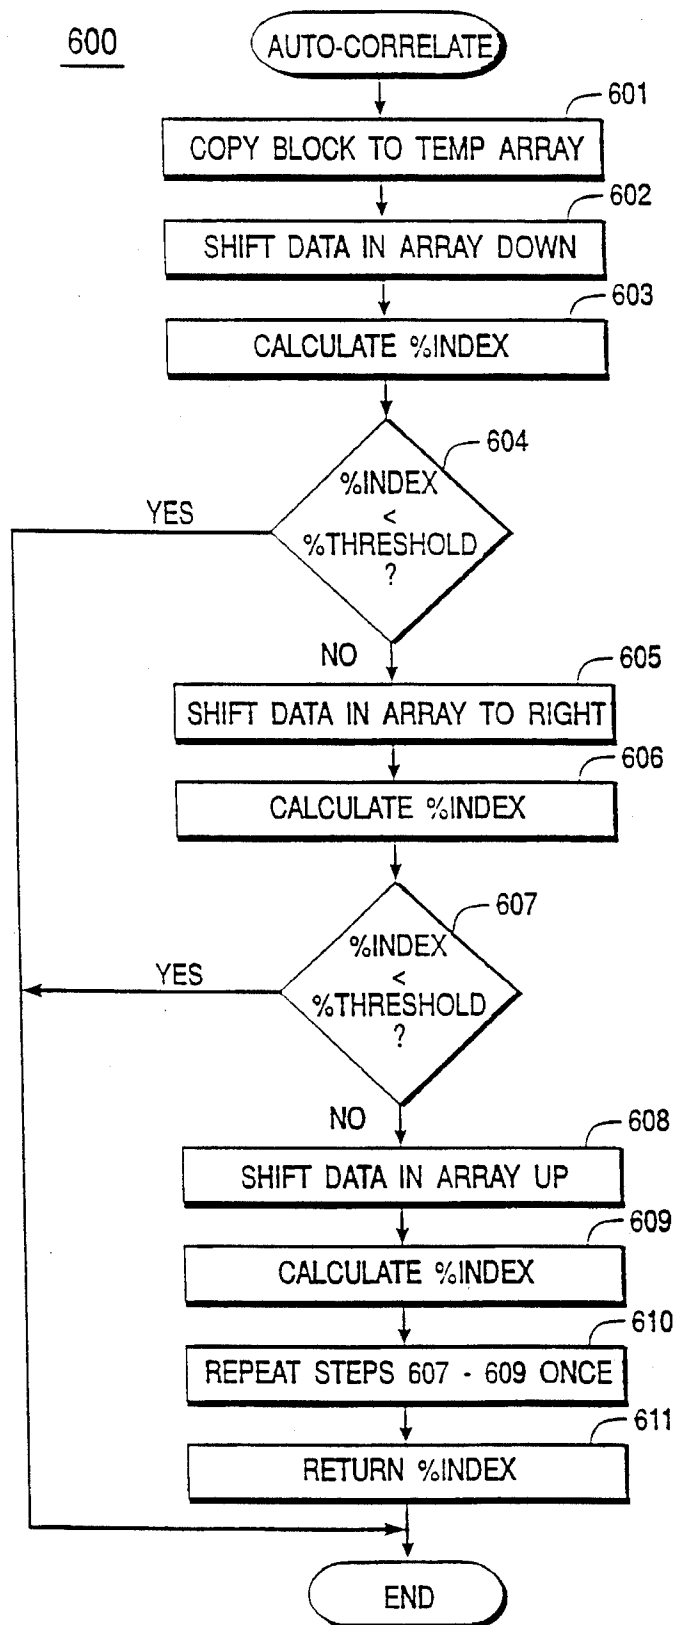 600
AUTO-CORRELATE
601
COPY BLOCK TO TEMP ARRAY
602
SHIFT DATA IN ARRAY DOWN
603
CALCULATE %INDEX
604
%INDEX
<
%THRESHOLD
?
YES
NO
605
SHIFT DATA IN ARRAY TO RIGHT
606
CALCULATE %INDEX
607
%INDEX
<
%THRESHOLD
?
YES
NO
608
SHIFT DATA IN ARRAY UP
609
CALCULATE %INDEX
610
REPEAT STEPS 607 - 609 ONCE
611
RETURN %INDEX
END